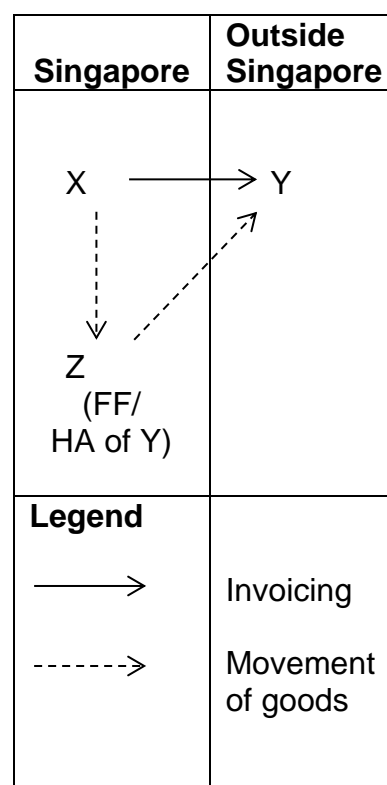 Singapore
Outside
Singapore
X
Y
Z
(FF/
HA of Y)
Legend
Invoicing
Movement
of goods